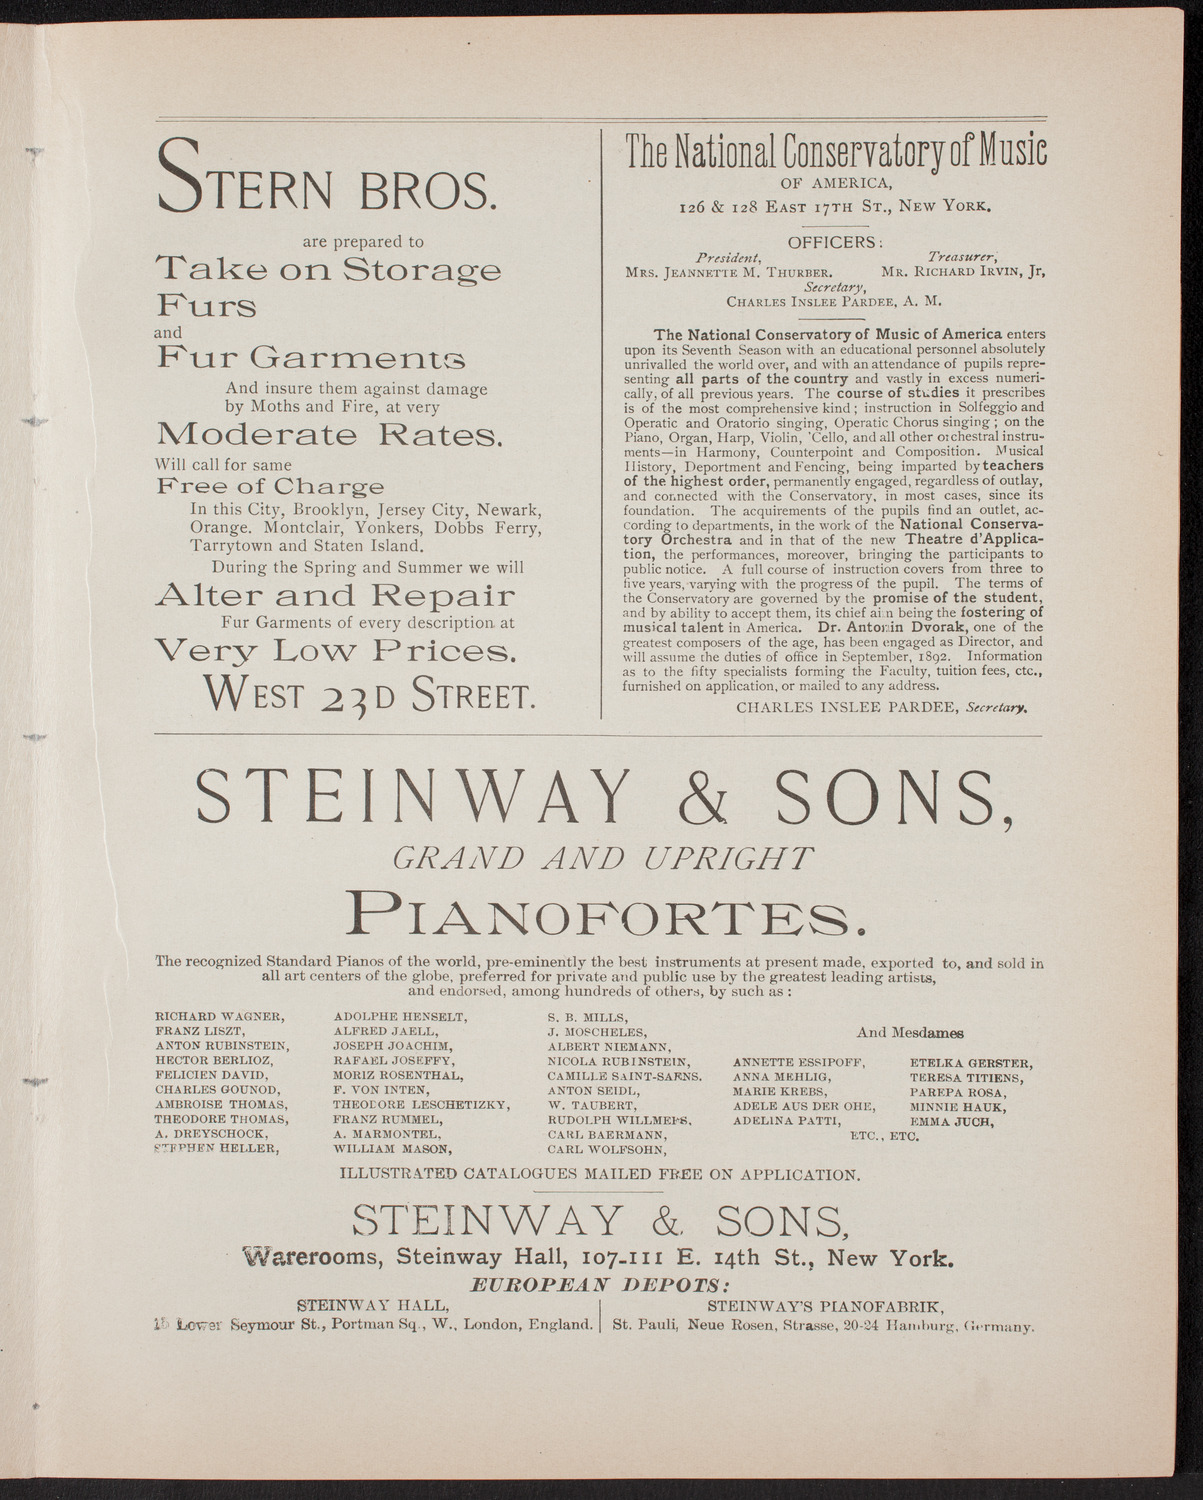 STERN BROS.
are prepared to
Take on Storage
Furs
and
Fur Garments
And insure them against damage
by Moths and Fire, at very
Moderate Rates.
Will call for same
Free of Charge
In this City, Brooklyn, Jersey City, Newark,
Orange. Montclair, Yonkers, Dobbs Ferry,
Tarrytown and Staten Island.
During the Spring and Summer we will
Alter and Repair
Fur Garments of every description at
Very Low Prices.
WEST 23D STREET.
The National Conservatory of Music
OF AMERICA,
126 & 128 EAST 17TH ST., NEW YORK.
OFFICERS:
President, Treasurer,
MRS. JEANNETTE M. THURBER. MR. RICHARD IRVIN, Jr,
Secretary,
CHARLES INSLEE PARDEE, A. M.
The National Conservatory of Music of America enters
upon its Seventh Season with an educational personnel absolutely
unrivalled the world over, and with an attendance of pupils repre-
senting all parts of the country and vastly in excess numeri-
cally, of all previous years. The course of studies it prescribes
is of the most comprehensive kind; instruction in Solfeggio and
Operatic and Oratorio singing, Operatic Chorus singing; on the
Piano, Organ, Harp, Violin, 'Cello, and all other orchestral instru-
ments—in Harmony, Counterpoint and Composition. Musical
History, Deportment and Fencing, being imparted by teachers
of the highest order, permanently engaged, regardless of outlay,
and connected with the Conservatory, in most cases, since its
foundation. The acquirements of the pupils find an outlet, ac-
cording to departments, in the work of the National Conserva-
tory Orchestra and in that of the new Theatre d'Applica-
tion, the performances, moreover, bringing the participants to
public notice. A full course of instruction covers from three to
five years, varying with the progress of the pupil. The terms of
the Conservatory are governed by the promise of the student,
and by ability to accept them, its chief aim being the fostering of
musical talent in America. Dr. Antonin Dvorak, one of the
greatest composers of the age, has been engaged as Director, and
will assume the duties of office in September, 1892. Information
as to the fifty specialists forming the Faculty, tuition fees, etc.,
furnished on application, or mailed to any address.
CHARLES INSLEE PARDEE, Secretary.
STEINWAY & SONS,
GRAND AND UPRIGHT
PIANOFORTES.
The recognized Standard Pianos of the world, pre-eminently the best instruments at present made, exported to, and sold in
all art centers of the globe, preferred for private and public use by the greatest leading artists,
and endorsed, among hundreds of others, by such as:
RICHARD WAGNER,
FRANZ LISZT,
ANTON RUBINSTEIN,
HECTOR BERLIOZ,
FELICIEN DAVID,
CHARLES GOUNOD,
AMBROISE THOMAS,
THEODORE THOMAS,
A. DREYSCHOCK,
STEPHEN HELLER,
ADOLPHE HENSELT,
ALFRED JAELL,
JOSEPH JOACHIM,
RAFAEL JOSEFFY,
MORIZ ROSENTHAL,
F. VON INTEN,
THEODORE LESCHETIZKY,
FRANZ RUMMEL,
A. MARMONTEL,
WILLIAM MASON,
S. B. MILLS,
J. MOSCHELES,
ALBERT NIEMANN,
NICOLA RUBINSTEIN,
CAMILLE SAINT-SAENS.
ANTON SEIDL,
W. TAUBERT,
RUDOLPH WILLMERS,
CARL BAERMANN,
CARL WOLFSOHN,
And Mesdames
ANNETTE ESSIPOFF,
ANNA MEHLIG,
MARIE KREBS,
ADELE AUS DER OHE,
ADELINA PATTI,
ETELKA GERSTER,
TERESA TITIENS,
PAREPA ROSA,
MINNIE HAUK,
EMMA JUCH,
ETC., ETC.
ILLUSTRATED CATALOGUES MAILED FREE ON APPLICATION.
STEINWAY & SONS,
Warerooms, Steinway Hall, 107-111 E. 14th St., New York.
EUROPEAN DEPOTS:
STEINWAY HALL,
15 Lower Seymour St., Portman Sq., W., London, England.
STEINWAY'S PIANOFABRIK,
St. Pauli, Neue Rosen, Strasse, 20-24 Hamburg, Germany.